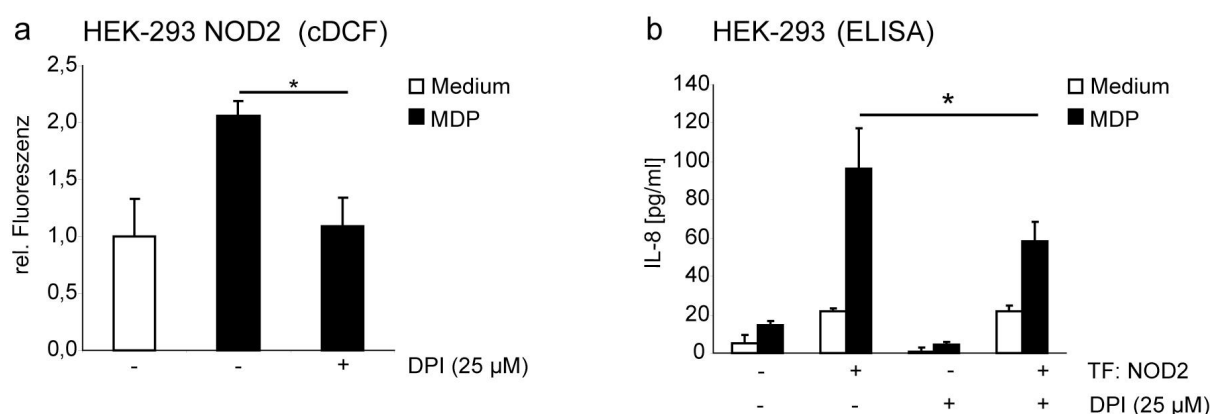 a HEK-293 NOD2 (cDCF)
2,5
2,0
1,5
1,0
0,5
0,0
rel. Fluoreszenz
*
Medium
MDP
- - + DPI (25 µM)
b HEK-293 (ELISA)
140
120
100
80
60
40
20
0
IL-8 [pg/ml]
*
Medium
MDP
- + - + TF: NOD2
- - + + DPI (25 µM)